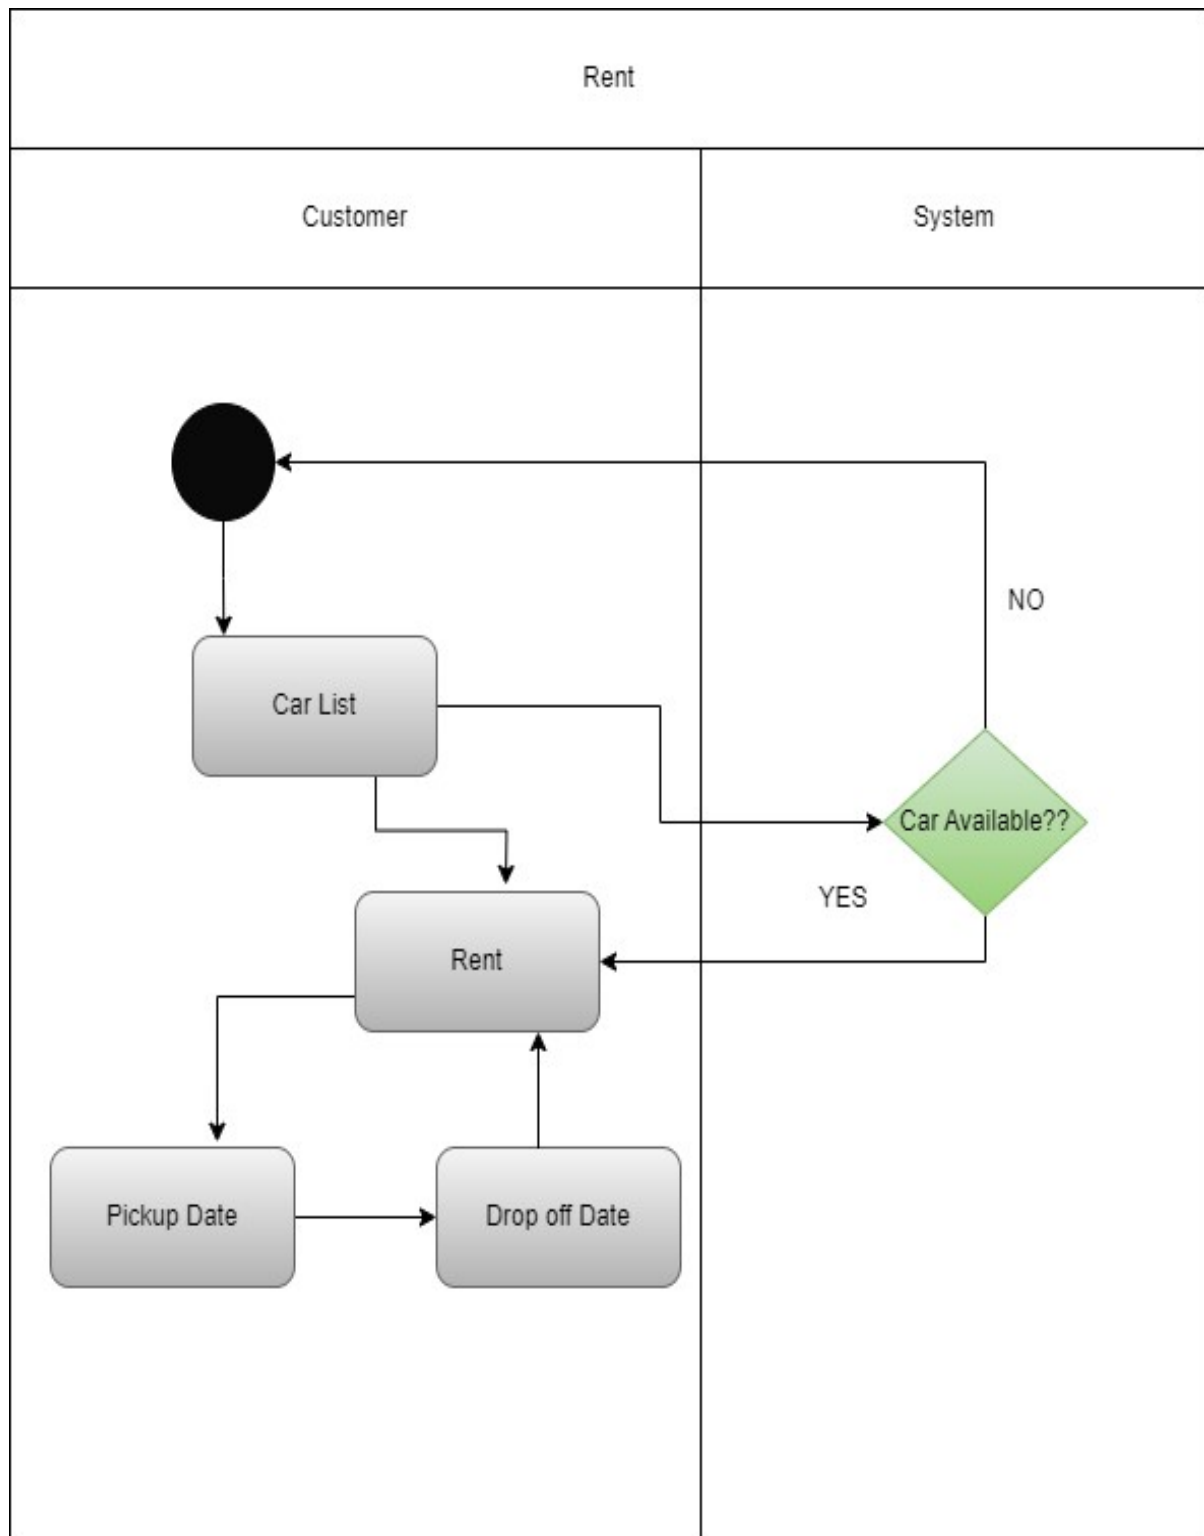 Rent
Customer
System
NO
Car List
Car Available??
YES
Rent
Pickup Date
Drop off Date